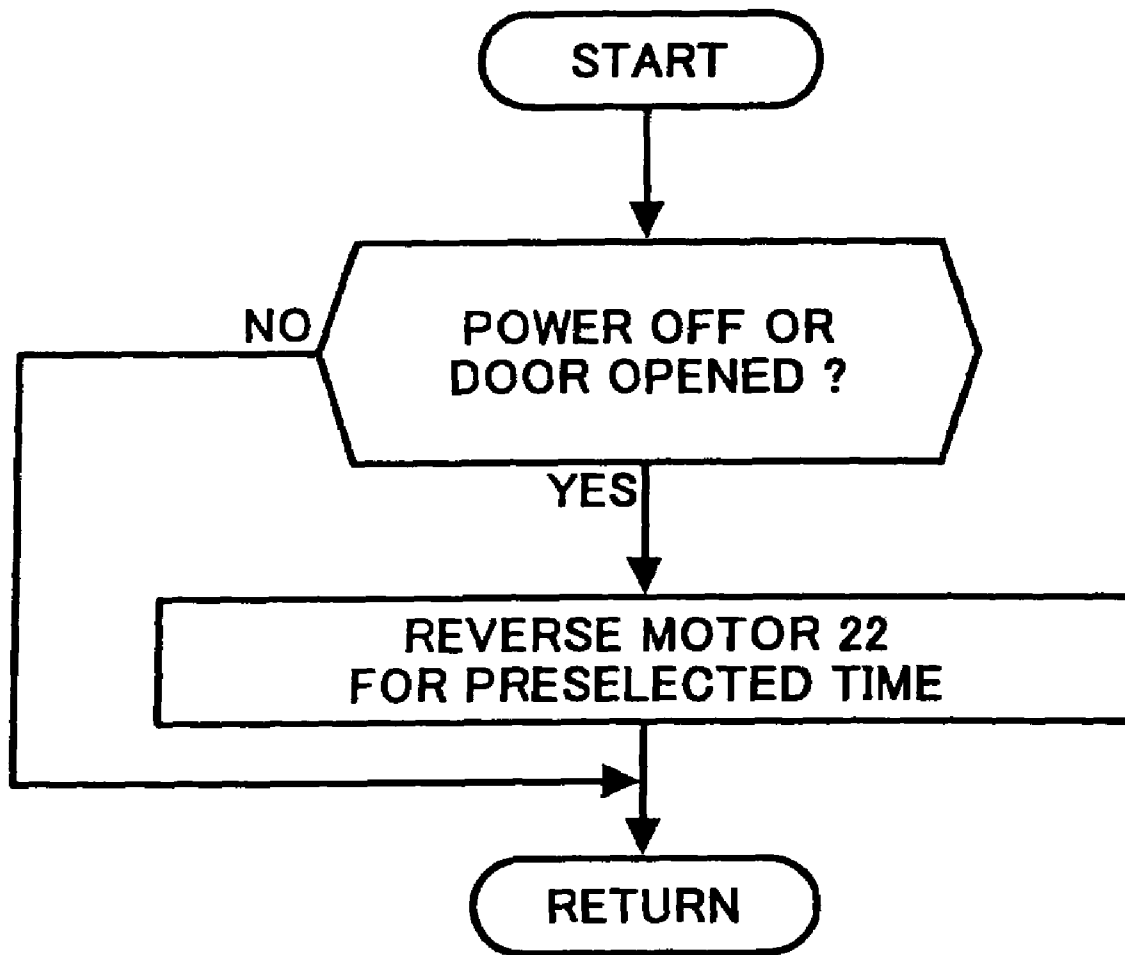 START
NO
POWER OFF OR
DOOR OPENED ?
YES
REVERSE MOTOR 22
FOR PRESELECTED TIME
RETURN